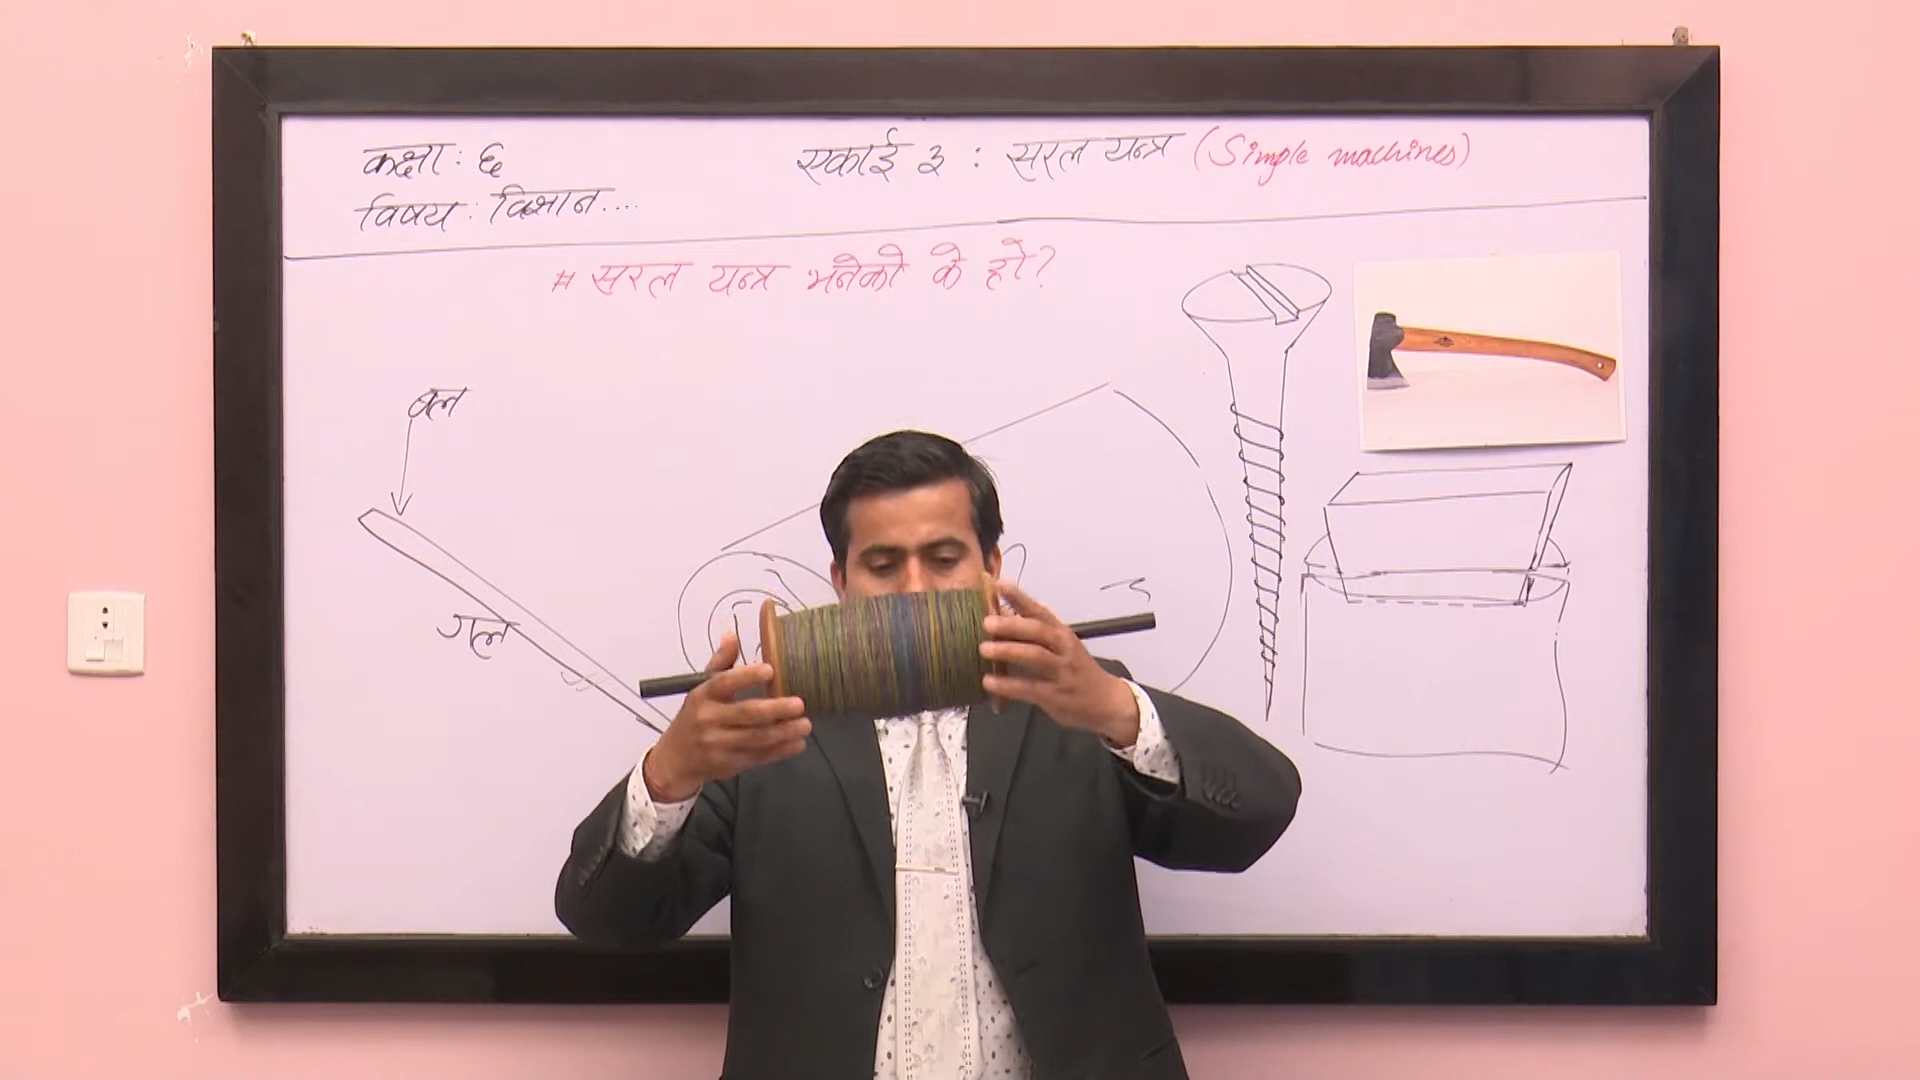 कक्षा: ६
एकाई ३ : सरल यन्त्र (Simple machines)
विषय: विज्ञान....
# सरल यन्त्र भनेको के हो?
बल
गल